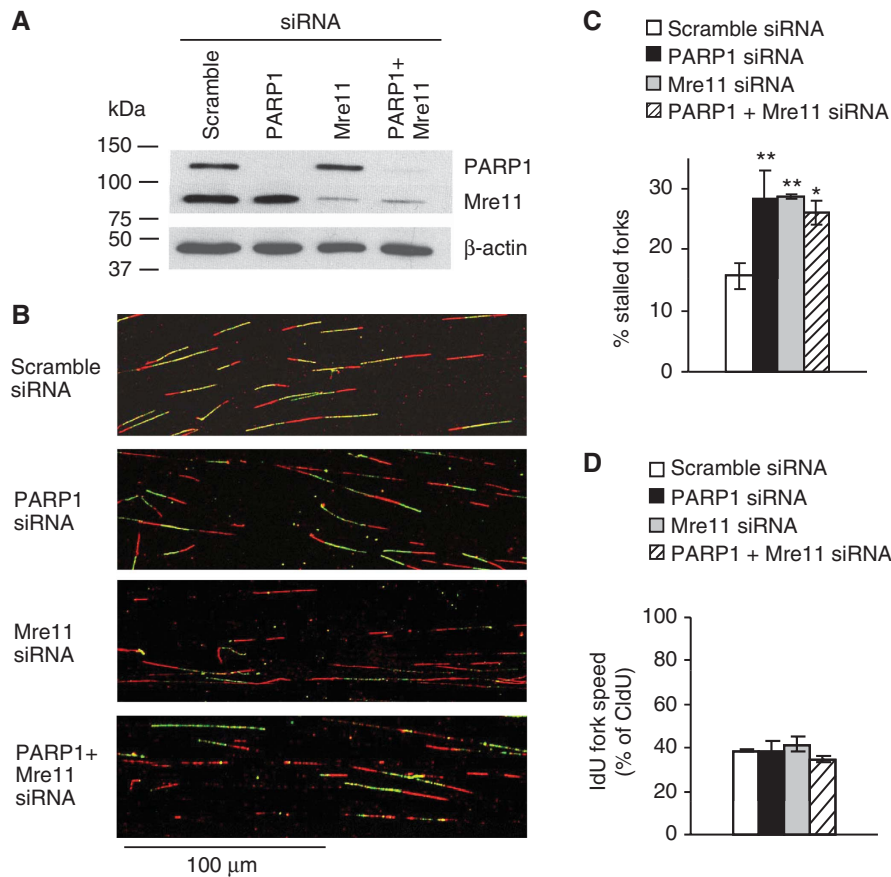 A
siRNA
kDa
Scramble
PARP1
Mre11
PARP1+
Mre11
150
100
75
50
37
PARP1
Mre11
β-actin
B
Scramble
siRNA
PARP1
siRNA
Mre11
siRNA
PARP1+
Mre11
siRNA
100 μm
C
Scramble siRNA
PARP1 siRNA
Mre11 siRNA
PARP1 + Mre11 siRNA
% stalled forks
30
20
10
0
**
**
*
D
Scramble siRNA
PARP1 siRNA
Mre11 siRNA
PARP1 + Mre11 siRNA
IdU fork speed
(% of CldU)
100
80
60
40
20
0